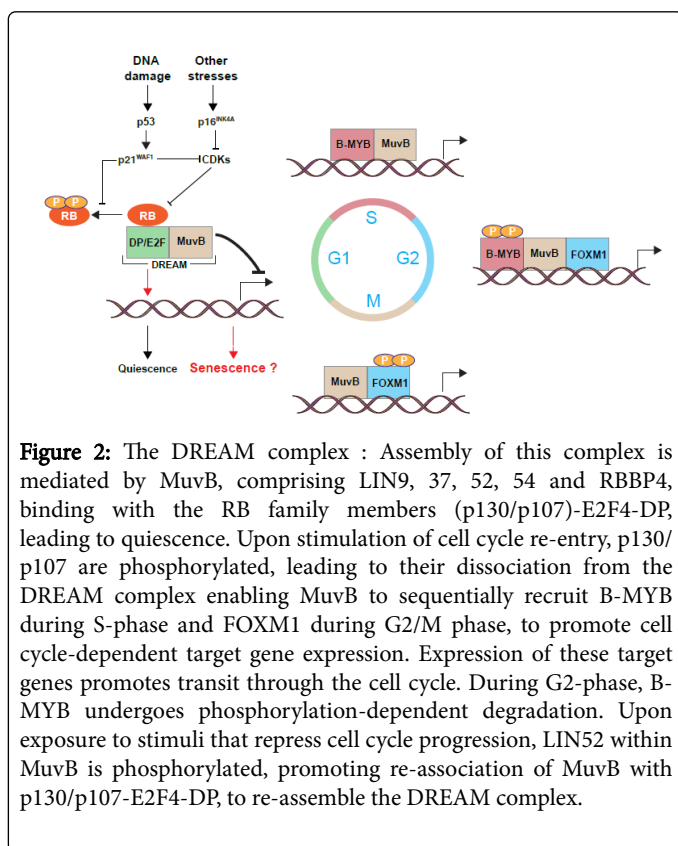 DNA damage
Other stresses
p53
p16INK4A
p21WAF1
CDKs
P P
RB
RB
DP/E2F MuvB
DREAM
Quiescence
Senescence ?
B-MYB MuvB
S
G1
G2
M
P P
B-MYB MuvB FOXM1
P P
MuvB FOXM1
Figure 2: The DREAM complex : Assembly of this complex is
mediated by MuvB, comprising LIN9, 37, 52, 54 and RBBP4,
binding with the RB family members (p130/p107)-E2F4-DP,
leading to quiescence. Upon stimulation of cell cycle re-entry, p130/
p107 are phosphorylated, leading to their dissociation from the
DREAM complex enabling MuvB to sequentially recruit B-MYB
during S-phase and FOXM1 during G2/M phase, to promote cell
cycle-dependent target gene expression. Expression of these target
genes promotes transit through the cell cycle. During G2-phase, B-
MYB undergoes phosphorylation-dependent degradation. Upon
exposure to stimuli that repress cell cycle progression, LIN52 within
MuvB is phosphorylated, promoting re-association of MuvB with
p130/p107-E2F4-DP, to re-assemble the DREAM complex.